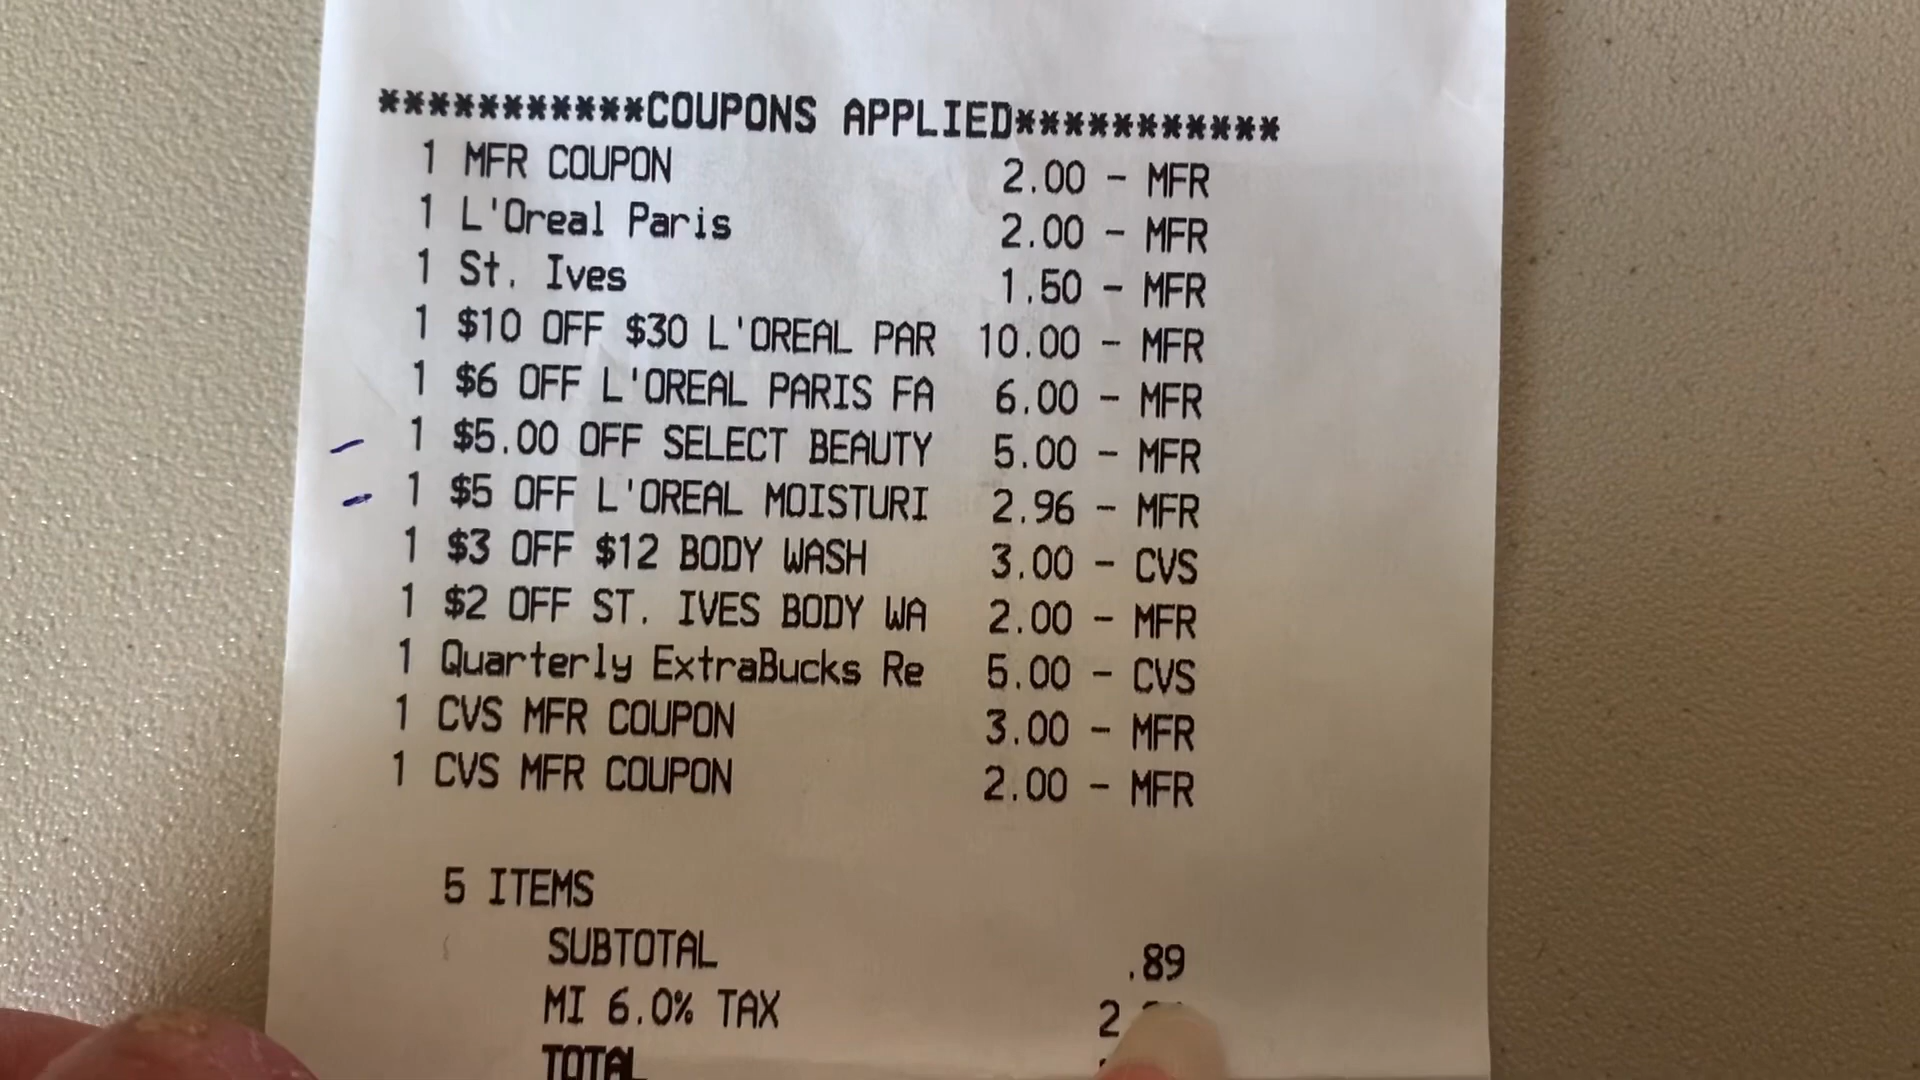 ***********COUPONS APPLIED***********
1 MFR COUPON 2.00 - MFR
1 L'Oreal Paris 2.00 - MFR
1 St. Ives 1.50 - MFR
1 $10 OFF $30 L'OREAL PAR 10.00 - MFR
1 $6 OFF L'OREAL PARIS FA 6.00 - MFR
1 $5.00 OFF SELECT BEAUTY 5.00 - MFR
1 $5 OFF L'OREAL MOISTURI 2.96 - MFR
1 $3 OFF $12 BODY WASH 3.00 - CVS
1 $2 OFF ST. IVES BODY WA 2.00 - MFR
1 Quarterly ExtraBucks Re 5.00 - CVS
1 CVS MFR COUPON 3.00 - MFR
1 CVS MFR COUPON 2.00 - MFR
5 ITEMS
SUBTOTAL .89
MI 6.0% TAX 2
TOTAL